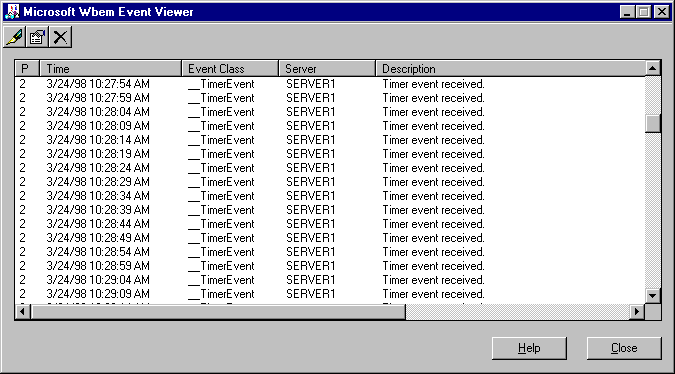 Microsoft Wbem Event Viewer
P Time Event Class Server Description
2 3/24/98 10:27:54 AM __TimerEvent SERVER1 Timer event received.
2 3/24/98 10:27:59 AM __TimerEvent SERVER1 Timer event received.
2 3/24/98 10:28:04 AM __TimerEvent SERVER1 Timer event received.
2 3/24/98 10:28:09 AM __TimerEvent SERVER1 Timer event received.
2 3/24/98 10:28:14 AM __TimerEvent SERVER1 Timer event received.
2 3/24/98 10:28:19 AM __TimerEvent SERVER1 Timer event received.
2 3/24/98 10:28:24 AM __TimerEvent SERVER1 Timer event received.
2 3/24/98 10:28:29 AM __TimerEvent SERVER1 Timer event received.
2 3/24/98 10:28:34 AM __TimerEvent SERVER1 Timer event received.
2 3/24/98 10:28:39 AM __TimerEvent SERVER1 Timer event received.
2 3/24/98 10:28:44 AM __TimerEvent SERVER1 Timer event received.
2 3/24/98 10:28:49 AM __TimerEvent SERVER1 Timer event received.
2 3/24/98 10:28:54 AM __TimerEvent SERVER1 Timer event received.
2 3/24/98 10:28:59 AM __TimerEvent SERVER1 Timer event received.
2 3/24/98 10:29:04 AM __TimerEvent SERVER1 Timer event received.
2 3/24/98 10:29:09 AM __TimerEvent SERVER1 Timer event received.
Help Close